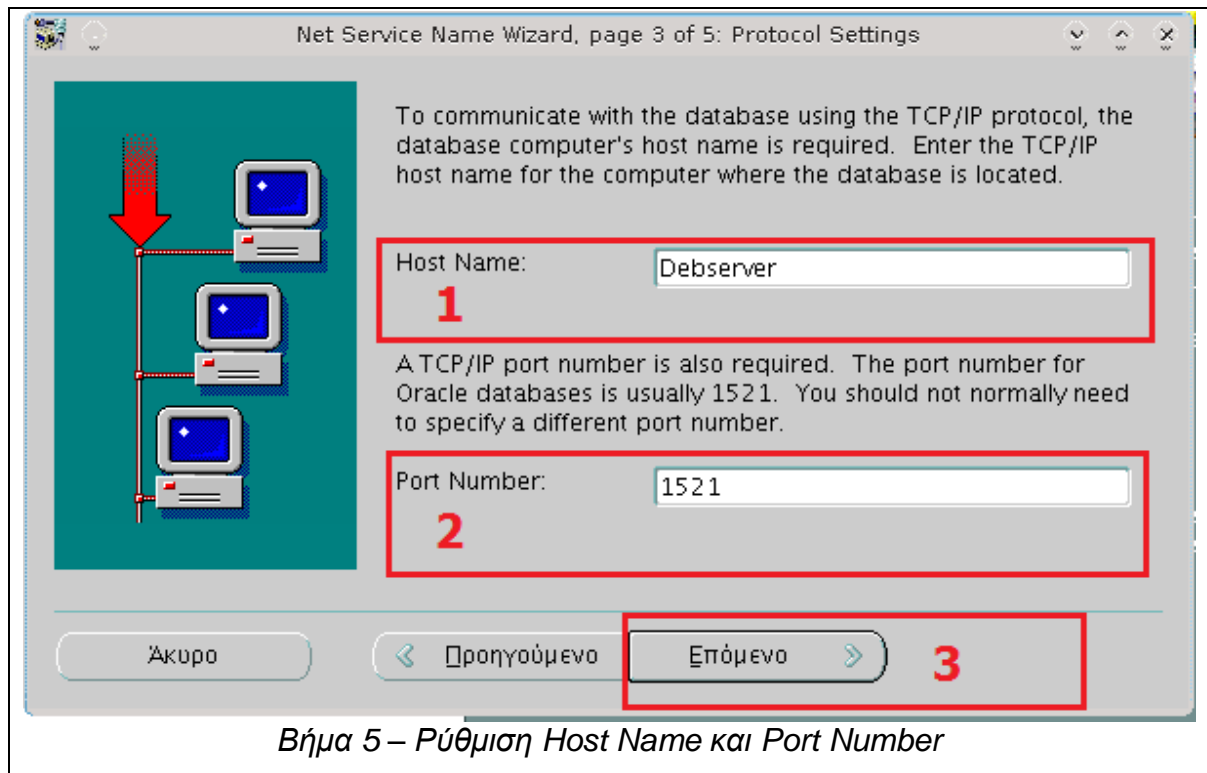 Net Service Name Wizard, page 3 of 5: Protocol Settings
To communicate with the database using the TCP/IP protocol, the
database computer's host name is required. Enter the TCP/IP
host name for the computer where the database is located.
Host Name:
Debserver
1
A TCP/IP port number is also required. The port number for
Oracle databases is usually 1521. You should not normally need
to specify a different port number.
Port Number:
1521
2
Άκυρο
Προηγούμενο
Επόμενο
3
Βήμα 5 – Ρύθμιση Host Name και Port Number